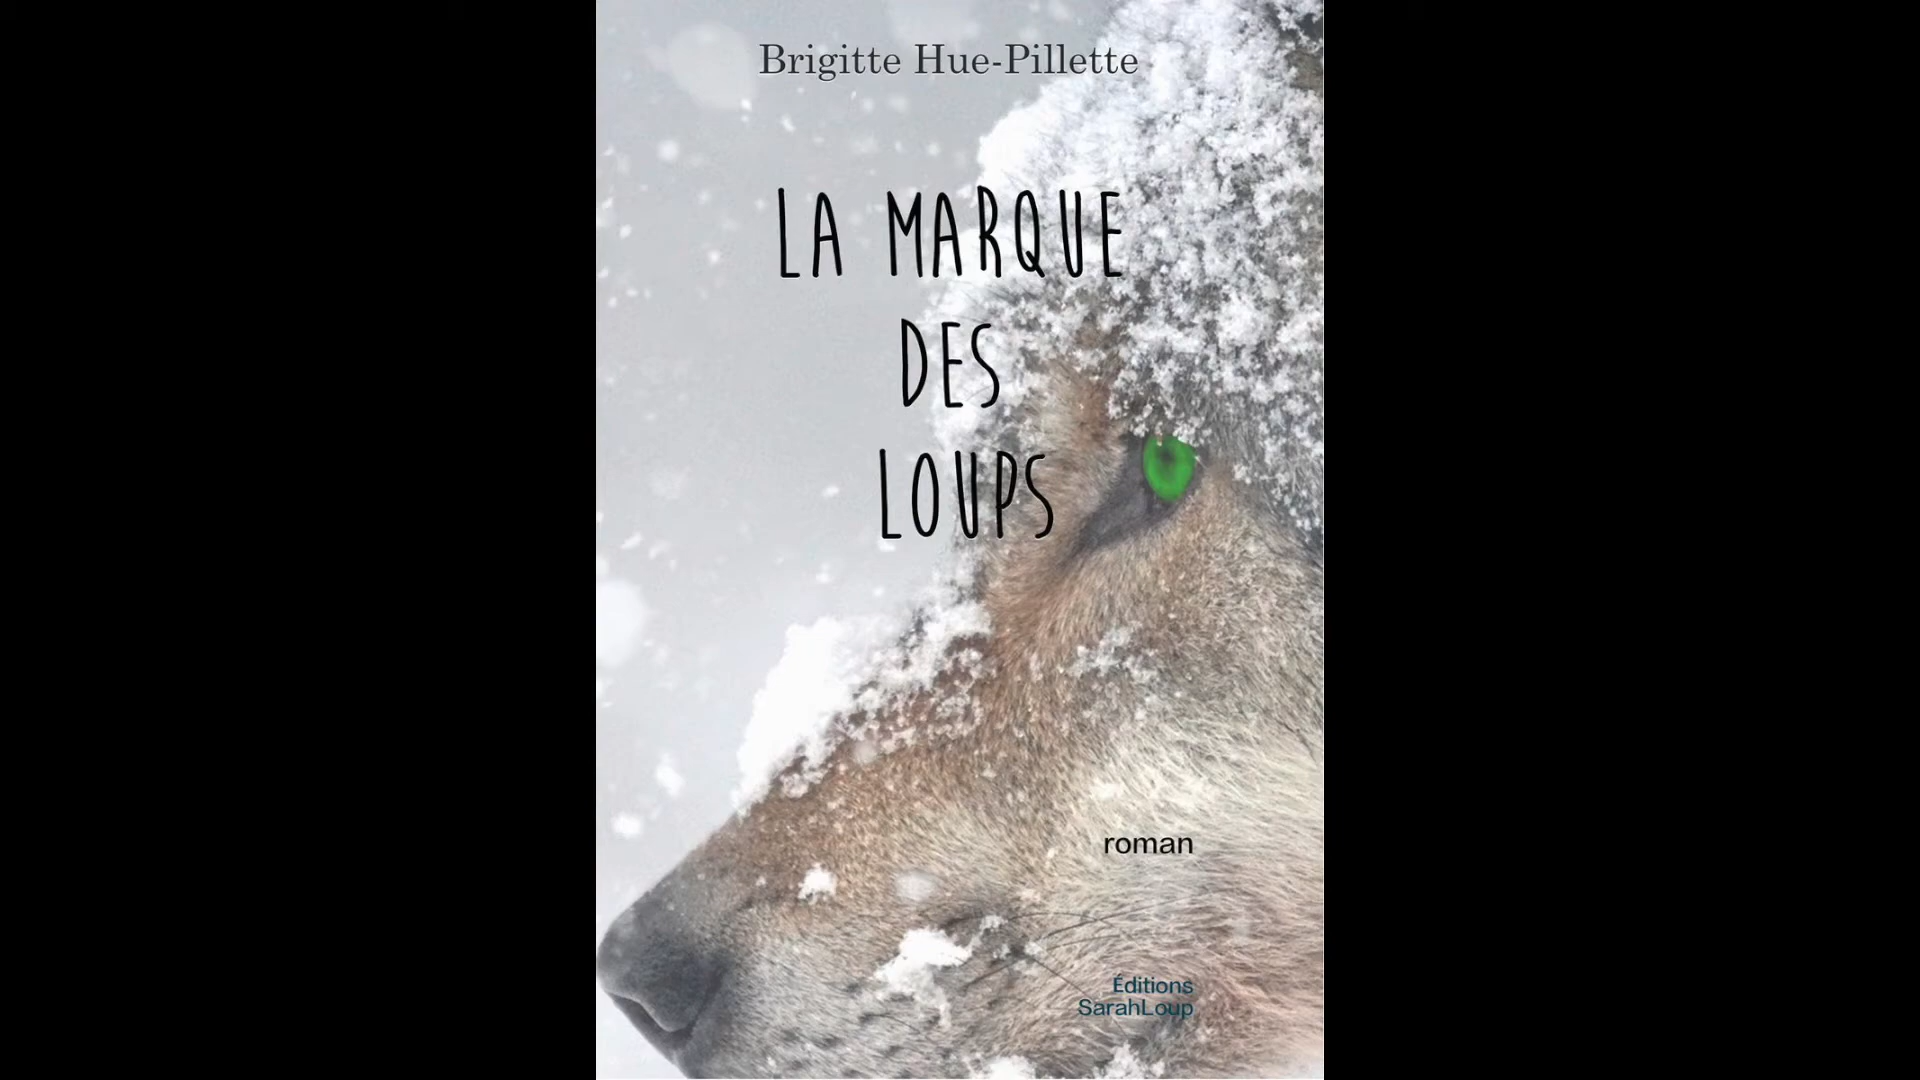 Brigitte Hue-Pillette
LA MARQUE
DES
LOUPS
roman
Éditions
SarahLoup